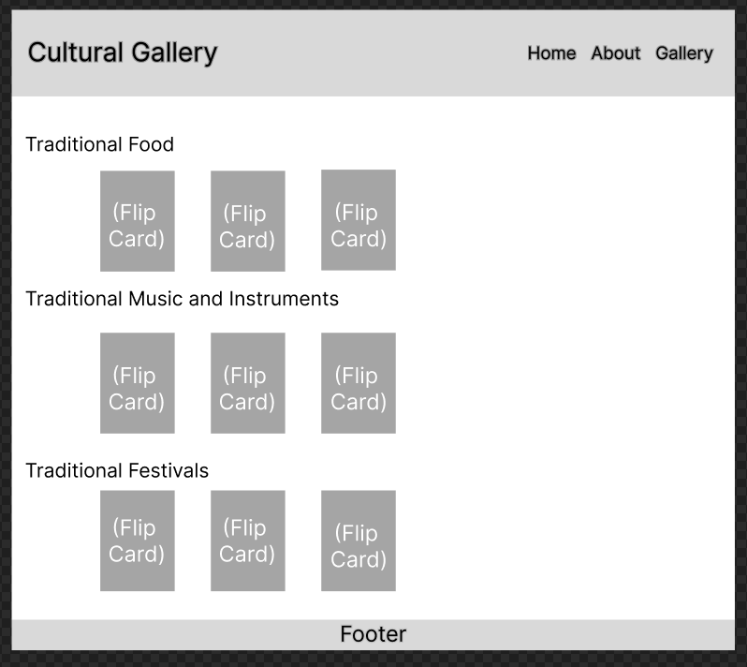 Cultural Gallery
Home About Gallery
Traditional Food
(Flip
Card)
(Flip
Card)
(Flip
Card)
Traditional Music and Instruments
(Flip
Card)
(Flip
Card)
(Flip
Card)
Traditional Festivals
(Flip
Card)
(Flip
Card)
(Flip
Card)
Footer